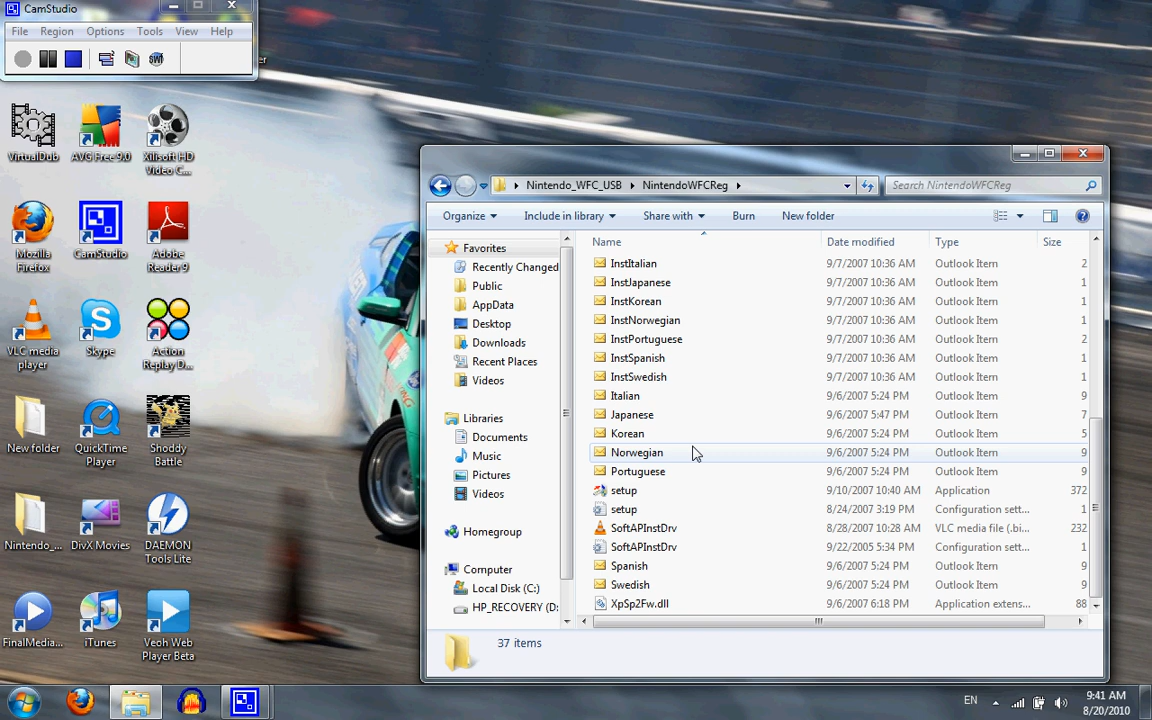 CamStudio
File Region Options Tools View Help
er
VirtualDub
AVG Free 9.0
Xilisoft HD
Video C...
Mozilla
Firefox
CamStudio
Adobe
Reader 9
VLC media
player
Skype
Action
Replay D...
New folder
QuickTime
Player
Shoddy
Battle
Nintendo_...
DivX Movies
DAEMON
Tools Lite
FinalMedia...
iTunes
Veoh Web
Player Beta
Nintendo_WFC_USB NintendoWFCReg
Search NintendoWFCReg
Organize Include in library Share with Burn New folder
Favorites
Recently Changed
Public
AppData
Desktop
Downloads
Recent Places
Videos
Libraries
Documents
Music
Pictures
Videos
Homegroup
Computer
Local Disk (C:)
HP_RECOVERY (D:
Name Date modified Type Size
InstItalian 9/7/2007 10:36 AM Outlook Item 2
InstJapanese 9/7/2007 10:36 AM Outlook Item 1
InstKorean 9/7/2007 10:36 AM Outlook Item 1
InstNorwegian 9/7/2007 10:36 AM Outlook Item 1
InstPortuguese 9/7/2007 10:36 AM Outlook Item 2
InstSpanish 9/7/2007 10:36 AM Outlook Item 1
InstSwedish 9/7/2007 10:36 AM Outlook Item 1
Italian 9/6/2007 5:24 PM Outlook Item 9
Japanese 9/6/2007 5:47 PM Outlook Item 7
Korean 9/6/2007 5:24 PM Outlook Item 5
Norwegian 9/6/2007 5:24 PM Outlook Item 9
Portuguese 9/6/2007 5:24 PM Outlook Item 9
setup 9/10/2007 10:40 AM Application 372
setup 8/24/2007 3:19 PM Configuration sett... 1
SoftAPInstDrv 8/28/2007 10:28 AM VLC media file (.bi... 232
SoftAPInstDrv 9/22/2005 5:34 PM Configuration sett... 1
Spanish 9/6/2007 5:24 PM Outlook Item 9
Swedish 9/6/2007 5:24 PM Outlook Item 9
XpSp2Fw.dll 9/6/2007 6:18 PM Application extens... 88
37 items
EN
9:41 AM
8/20/2010